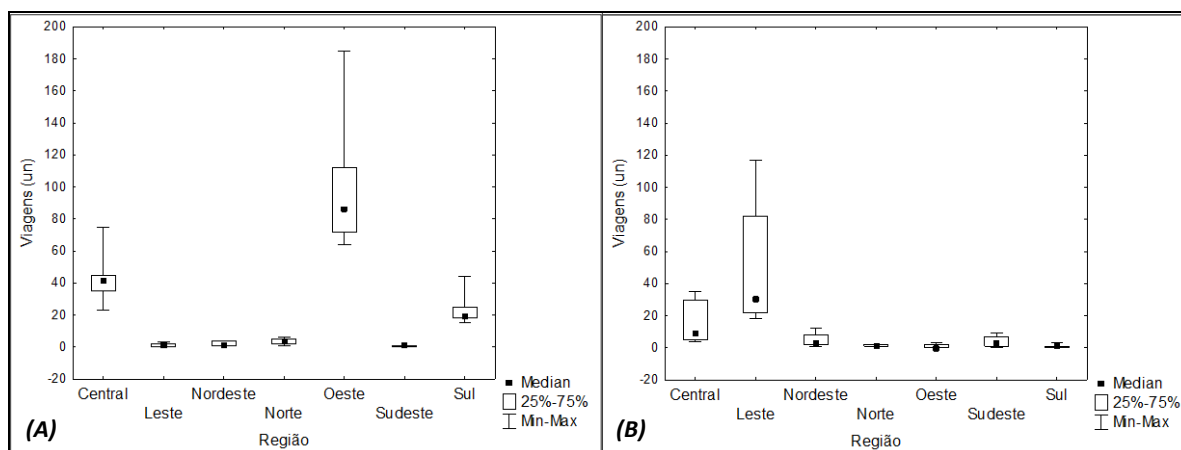 200
180
160
140
120
100
80
60
40
20
0
-20
Viagens (un)
Central Nordeste Oeste Sul
Leste Norte Sudeste
Região
Median
25%-75%
Min-Max
(A)
200
180
160
140
120
100
80
60
40
20
0
-20
Viagens (un)
Central Nordeste Oeste Sul
Leste Norte Sudeste
Região
Median
25%-75%
Min-Max
(B)